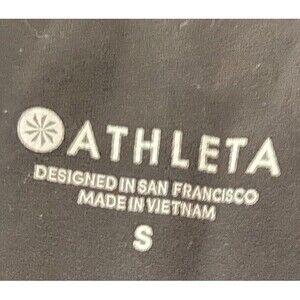 ATHLETA
DESIGNED IN SAN FRANCISCO
MADE IN VIETNAM
S